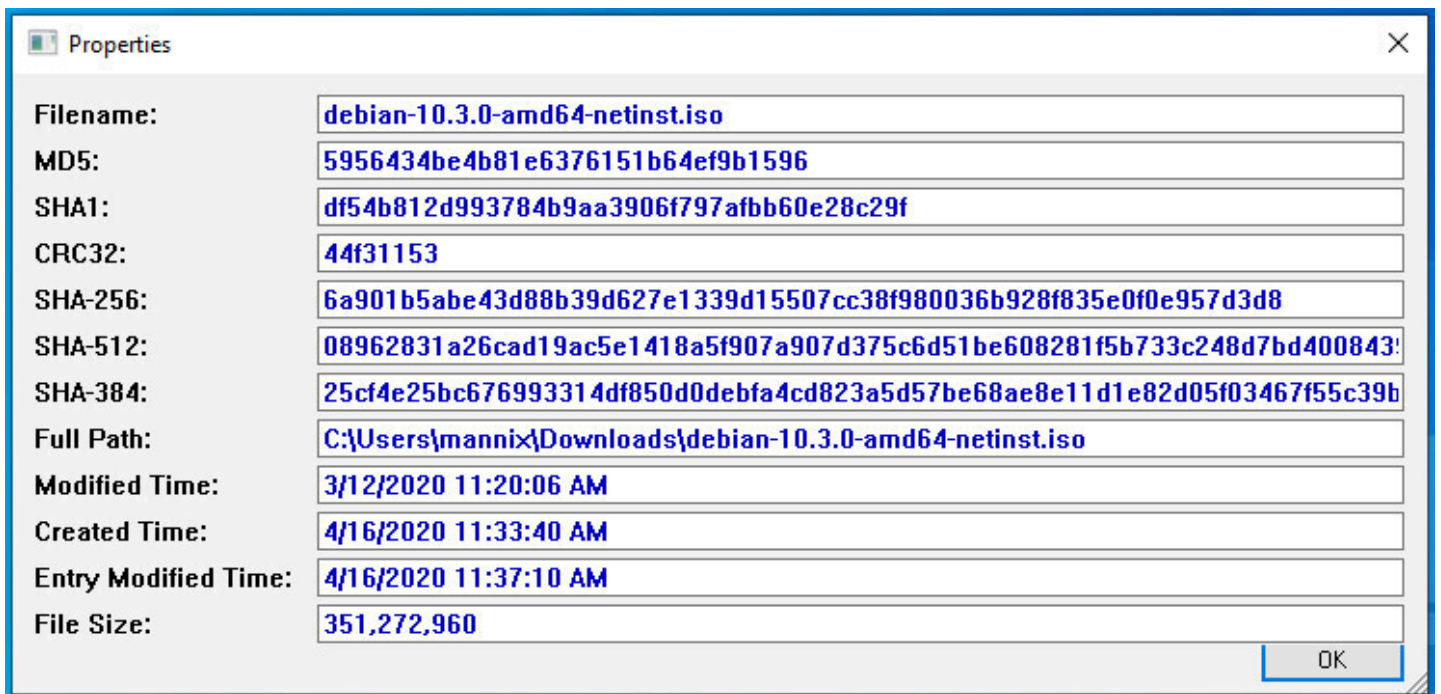 Properties
Filename: debian-10.3.0-amd64-netinst.iso
MD5: 5956434be4b81e6376151b64ef9b1596
SHA1: df54b812d993784b9aa3906f797afbb60e28c29f
CRC32: 44f31153
SHA-256: 6a901b5abe43d88b39d627e1339d15507cc38f980036b928f835e0f0e957d3d8
SHA-512: 08962831a26cad19ac5e1418a5f907a907d375c6d51be608281f5b733c248d7bd4008439
SHA-384: 25cf4e25bc676993314df850d0debfa4cd823a5d57be68ae8e11d1e82d05f03467f55c39b
Full Path: C:\Users\mannix\Downloads\debian-10.3.0-amd64-netinst.iso
Modified Time: 3/12/2020 11:20:06 AM
Created Time: 4/16/2020 11:33:40 AM
Entry Modified Time: 4/16/2020 11:37:10 AM
File Size: 351,272,960
OK